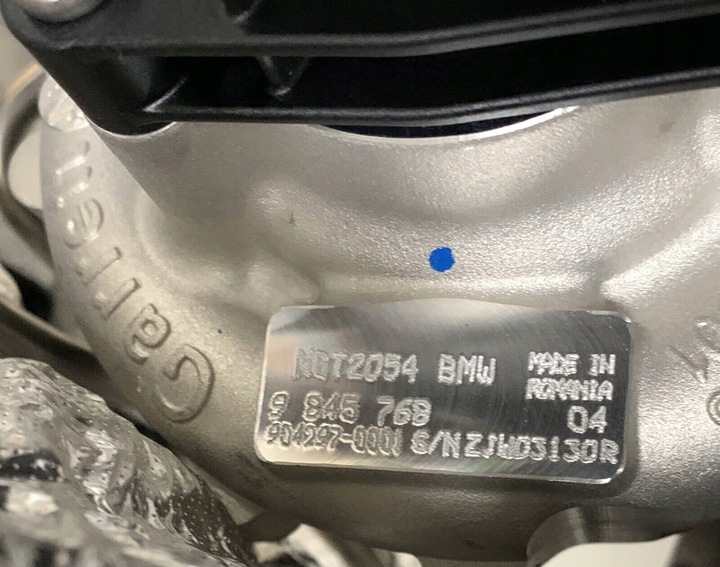 Garrett
MGT2054 BMW
MADE IN
ROMANIA
9 845 768
04
904297-0001 S/N ZJWD3130R